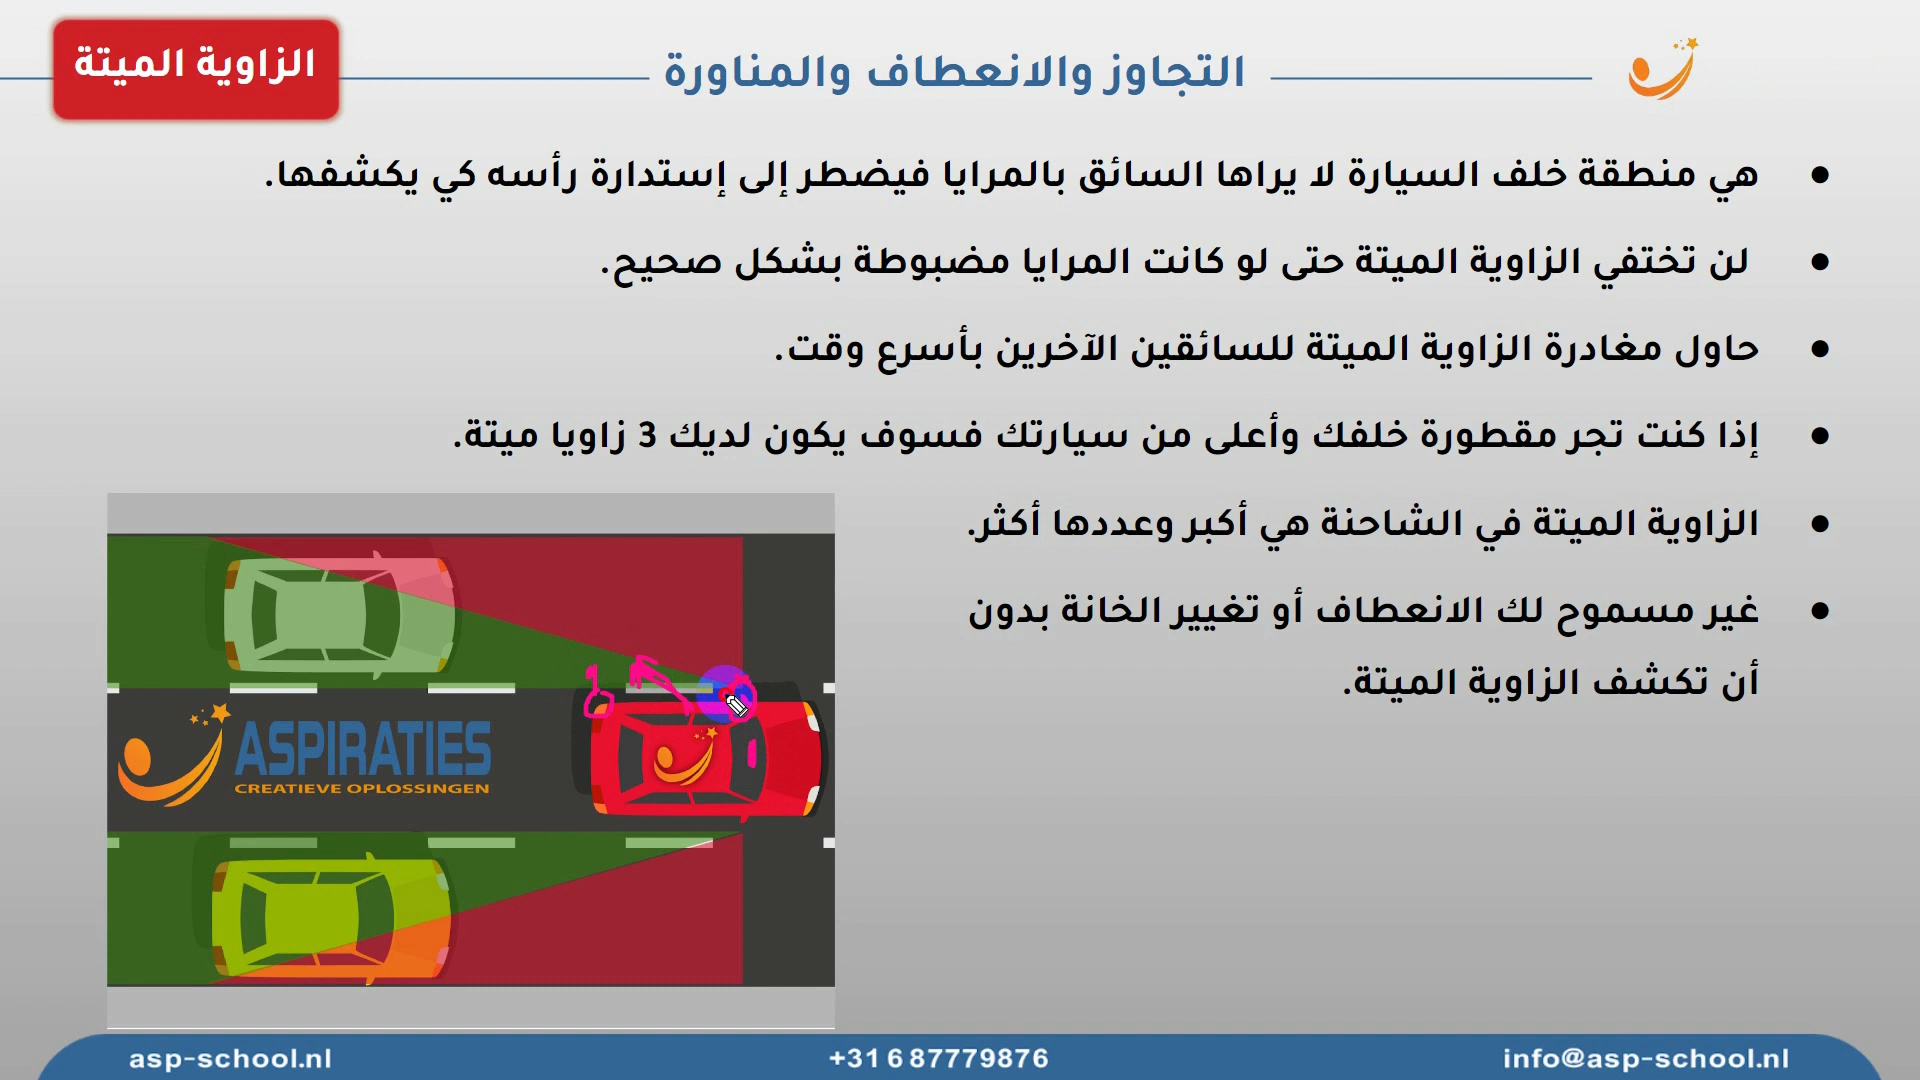 الزاوية الميتة
التجاوز والانعطاف والمناورة
● هي منطقة خلف السيارة لا يراها السائق بالمرايا فيضطر إلى إستدارة رأسه كي يكشفها.
● لن تختفي الزاوية الميتة حتى لو كانت المرايا مضبوطة بشكل صحيح.
● حاول مغادرة الزاوية الميتة للسائقين الآخرين بأسرع وقت.
● إذا كنت تجر مقطورة خلفك وأعلى من سيارتك فسوف يكون لديك 3 زاويا ميتة.
● الزاوية الميتة في الشاحنة هي أكبر وعددها أكثر.
● غير مسموح لك الانعطاف أو تغيير الخانة بدون
أن تكشف الزاوية الميتة.
ASPIRATIES
CREATIEVE OPLOSSINGEN
asp-school.nl
+31 6 87779876
info@asp-school.nl